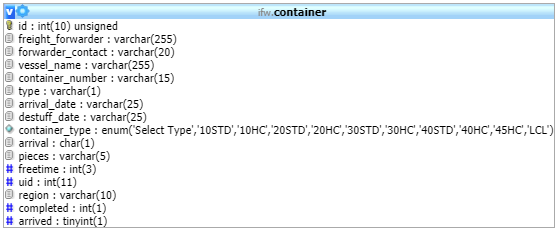 v ifw.container
id : int(10) unsigned
freight_forwarder : varchar(255)
forwarder_contact : varchar(20)
vessel_name : varchar(255)
container_number : varchar(15)
type : varchar(1)
arrival_date : varchar(25)
destuff_date : varchar(25)
container_type : enum('Select Type','10STD','10HC','20STD','20HC','30STD','30HC','40STD','40HC','45HC','LCL')
arrival : char(1)
pieces : varchar(5)
# freetime : int(3)
# uid : int(11)
region : varchar(10)
# completed : int(1)
# arrived : tinyint(1)